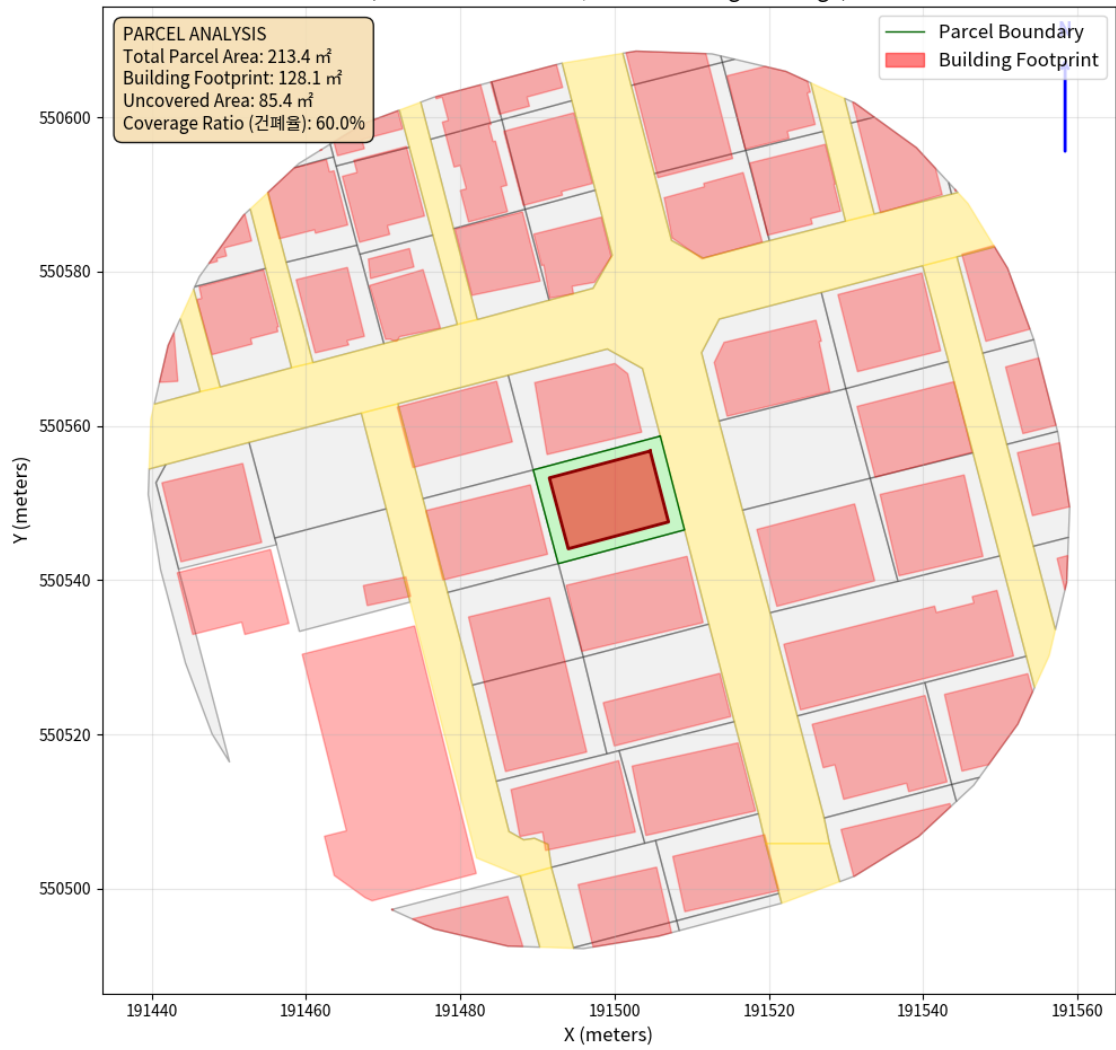 PARCEL ANALYSIS
Total Parcel Area: 213.4 ㎡
Building Footprint: 128.1 ㎡
Uncovered Area: 85.4 ㎡
Coverage Ratio (건폐율): 60.0%
Parcel Boundary
Building Footprint
N
550600
550580
550560
550540
550520
550500
Y (meters)
191440 191460 191480 191500 191520 191540 191560
X (meters)